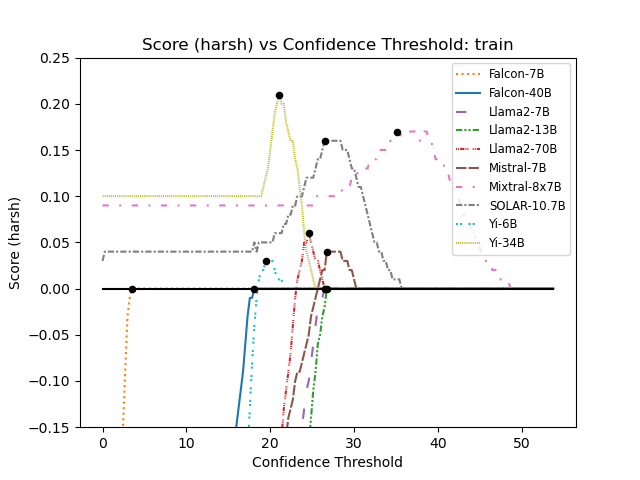 Score (harsh) vs Confidence Threshold: train
Score (harsh)
0.25
0.20
0.15
0.10
0.05
0.00
−0.05
−0.10
−0.15
Falcon-7B
Falcon-40B
Llama2-7B
Llama2-13B
Llama2-70B
Mistral-7B
Mixtral-8x7B
SOLAR-10.7B
Yi-6B
Yi-34B
0 10 20 30 40 50
Confidence Threshold